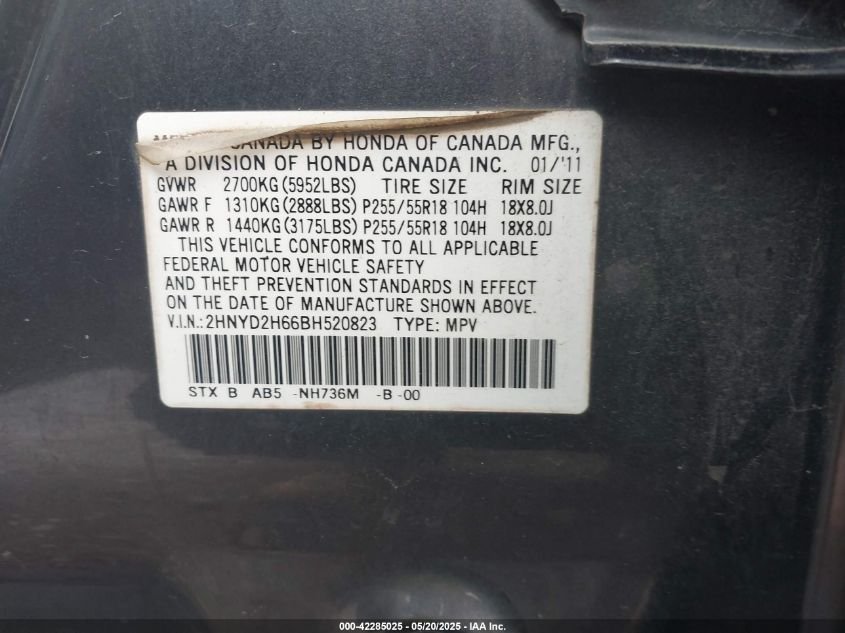 CANADA BY HONDA OF CANADA MFG.,
A DIVISION OF HONDA CANADA INC. 01/'11
GVWR 2700KG(5952LBS) TIRE SIZE RIM SIZE
GAWR F 1310KG(2888LBS) P255/55R18 104H 18X8.0J
GAWR R 1440KG(3175LBS) P255/55R18 104H 18X8.0J
THIS VEHICLE CONFORMS TO ALL APPLICABLE
FEDERAL MOTOR VEHICLE SAFETY
AND THEFT PREVENTION STANDARDS IN EFFECT
ON THE DATE OF MANUFACTURE SHOWN ABOVE.
V.I.N.:2HNYD2H66BH520823 TYPE: MPV
STX B AB5 -NH736M -B -00
000-42285025 - 05/20/2025 - IAA Inc.